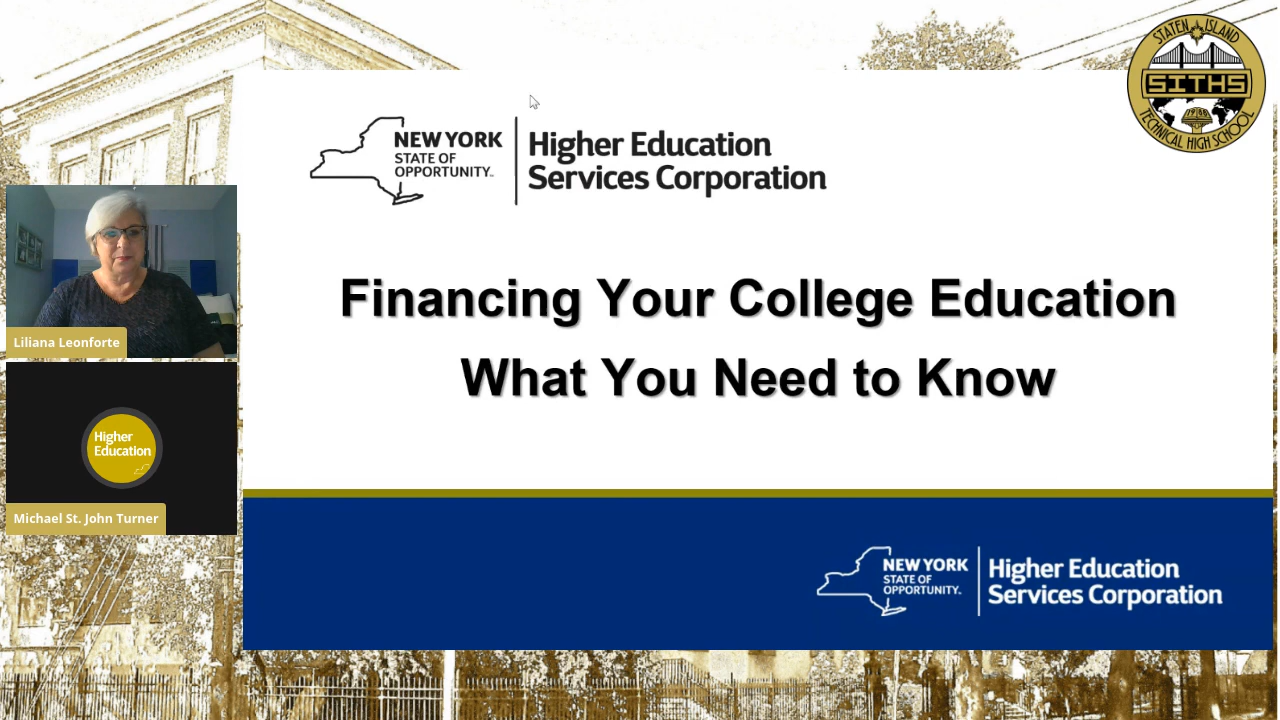 STATEN ISLAND
SITHS
TECHNICAL HIGH SCHOOL
NEW YORK
STATE OF
OPPORTUNITY™
Higher Education
Services Corporation
Financing Your College Education
What You Need to Know
Liliana Leonforte
Higher
Education
Michael St. John Turner
NEW YORK
STATE OF
OPPORTUNITY™
Higher Education
Services Corporation